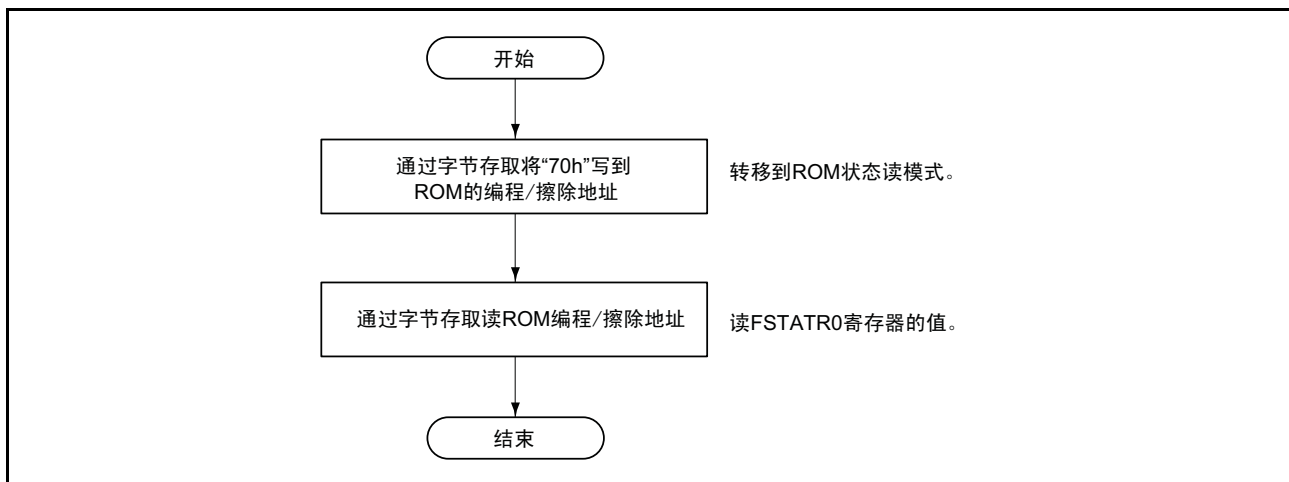 开始
通过字节存取将“70h”写到
ROM的编程/擦除地址
转移到ROM状态读模式。
通过字节存取读ROM编程/擦除地址
读FSTATR0寄存器的值。
结束